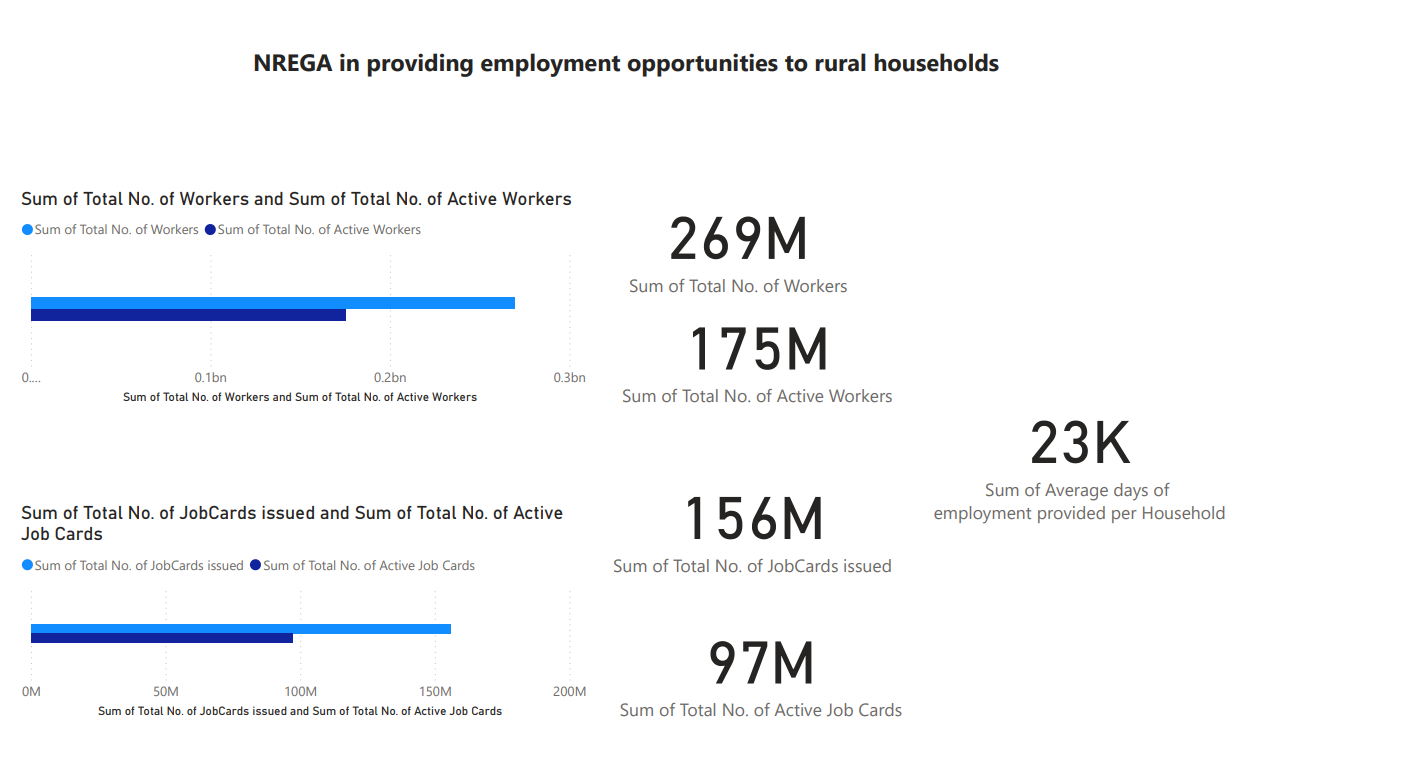 NREGA in providing employment opportunities to rural households
Sum of Total No. of Workers and Sum of Total No. of Active Workers
Sum of Total No. of Workers Sum of Total No. of Active Workers
0.... 0.1bn 0.2bn 0.3bn
Sum of Total No. of Workers and Sum of Total No. of Active Workers
269M
Sum of Total No. of Workers
175M
Sum of Total No. of Active Workers
23K
Sum of Average days of
employment provided per Household
Sum of Total No. of JobCards issued and Sum of Total No. of Active
Job Cards
Sum of Total No. of JobCards issued Sum of Total No. of Active Job Cards
0M 50M 100M 150M 200M
Sum of Total No. of JobCards issued and Sum of Total No. of Active Job Cards
156M
Sum of Total No. of JobCards issued
97M
Sum of Total No. of Active Job Cards